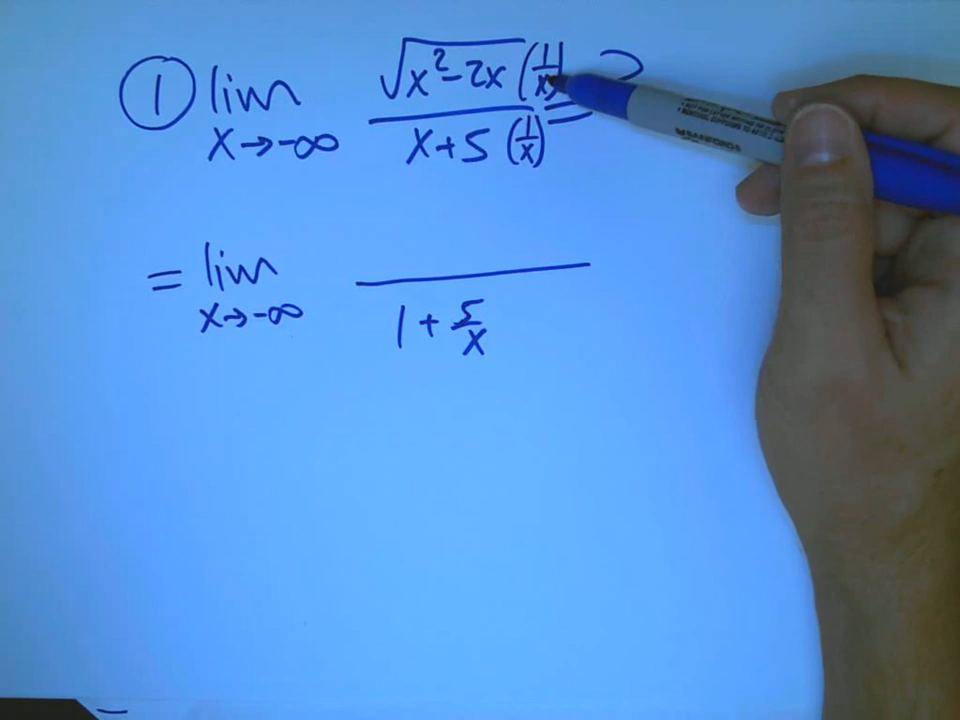 ① lim x→-∞ √(x²-2x) (1/x) / x+5 (1/x) = ?
= lim x→-∞ / 1 + 5/x